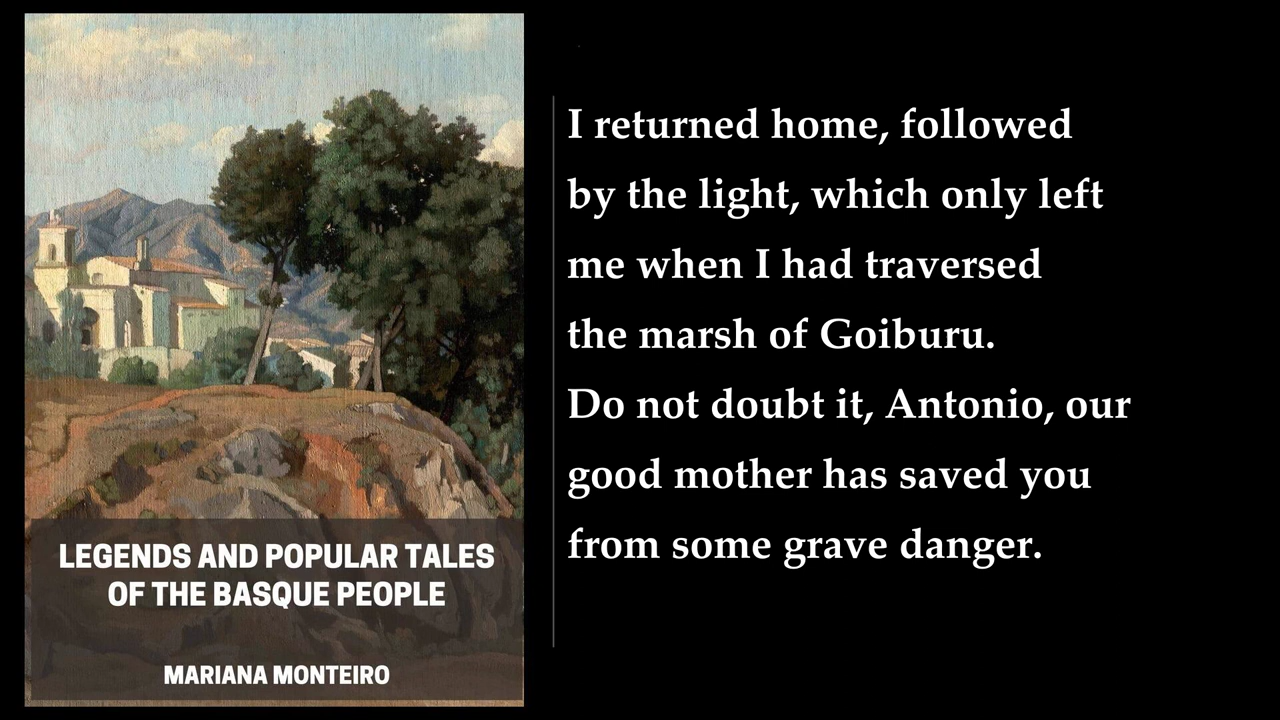 LEGENDS AND POPULAR TALES
OF THE BASQUE PEOPLE
MARIANA MONTEIRO
I returned home, followed
by the light, which only left
me when I had traversed
the marsh of Goiburu.
Do not doubt it, Antonio, our
good mother has saved you
from some grave danger.